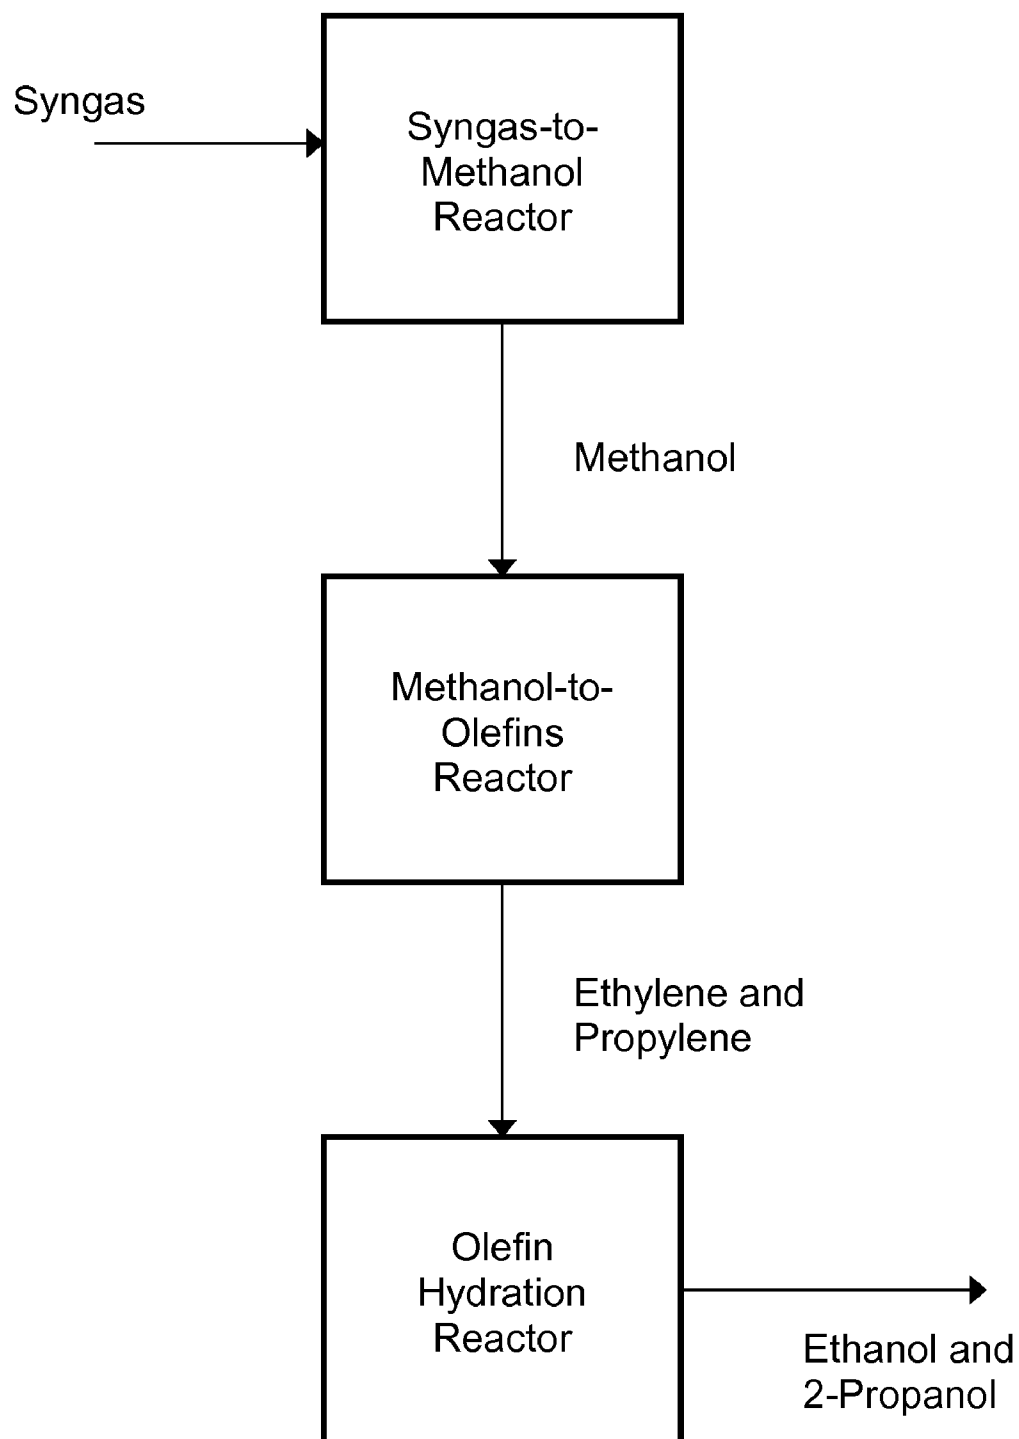 Syngas
Syngas-to-
Methanol
Reactor
Methanol
Methanol-to-
Olefins
Reactor
Ethylene and
Propylene
Olefin
Hydration
Reactor
Ethanol and
2-Propanol